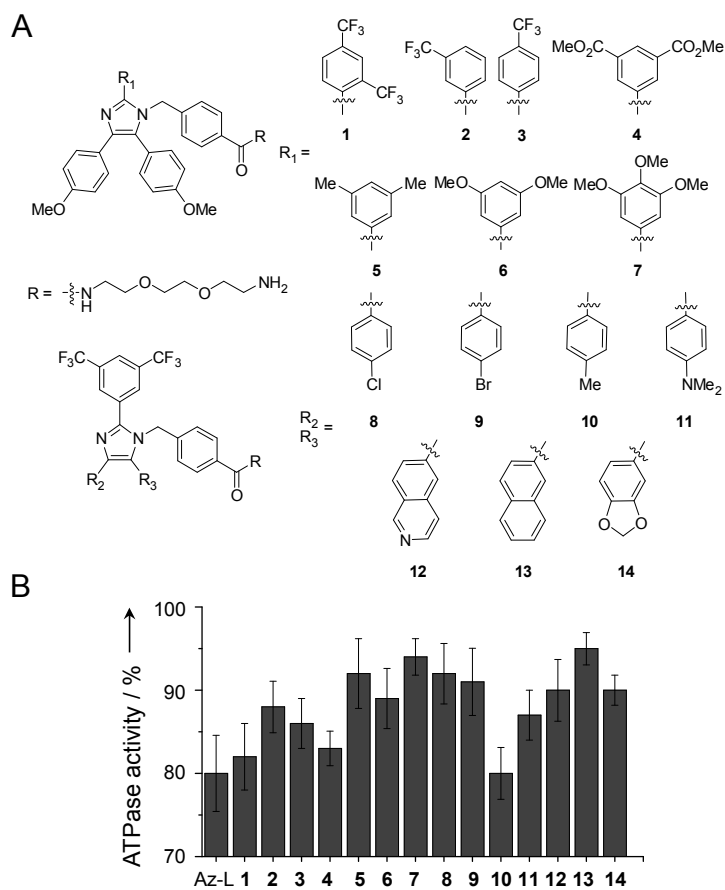 A
R₁
N
N
R
O
MeO
OMe
R = N
H
O
O
NH₂
F₃C
CF₃
N
N
R₂
R₃
R
O
R₁ =
CF₃
CF₃
1
F₃C
2
CF₃
3
MeO₂C
CO₂Me
4
Me
Me
5
MeO
OMe
6
OMe
MeO
OMe
7
R₂
R₃ =
Cl
8
Br
9
Me
10
NMe₂
11
N
12
13
O
O
14
B
ATPase activity / %
100
90
80
70
Az-L 1 2 3 4 5 6 7 8 9 10 11 12 13 14